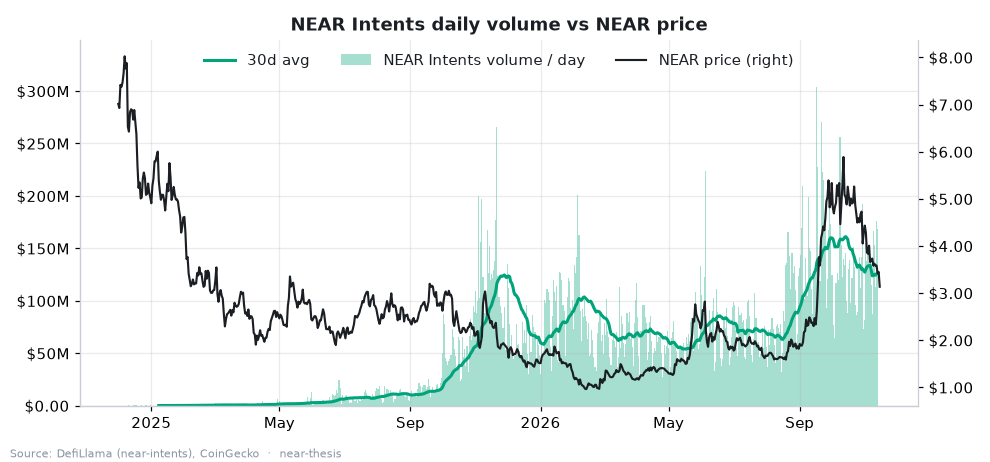 NEAR Intents daily volume vs NEAR price
30d avg
NEAR Intents volume / day
NEAR price (right)
$300M
$250M
$200M
$150M
$100M
$50M
$0.00
$8.00
$7.00
$6.00
$5.00
$4.00
$3.00
$2.00
$1.00
2025
May
Sep
2026
May
Sep
Source: DefiLlama (near-intents), CoinGecko · near-thesis